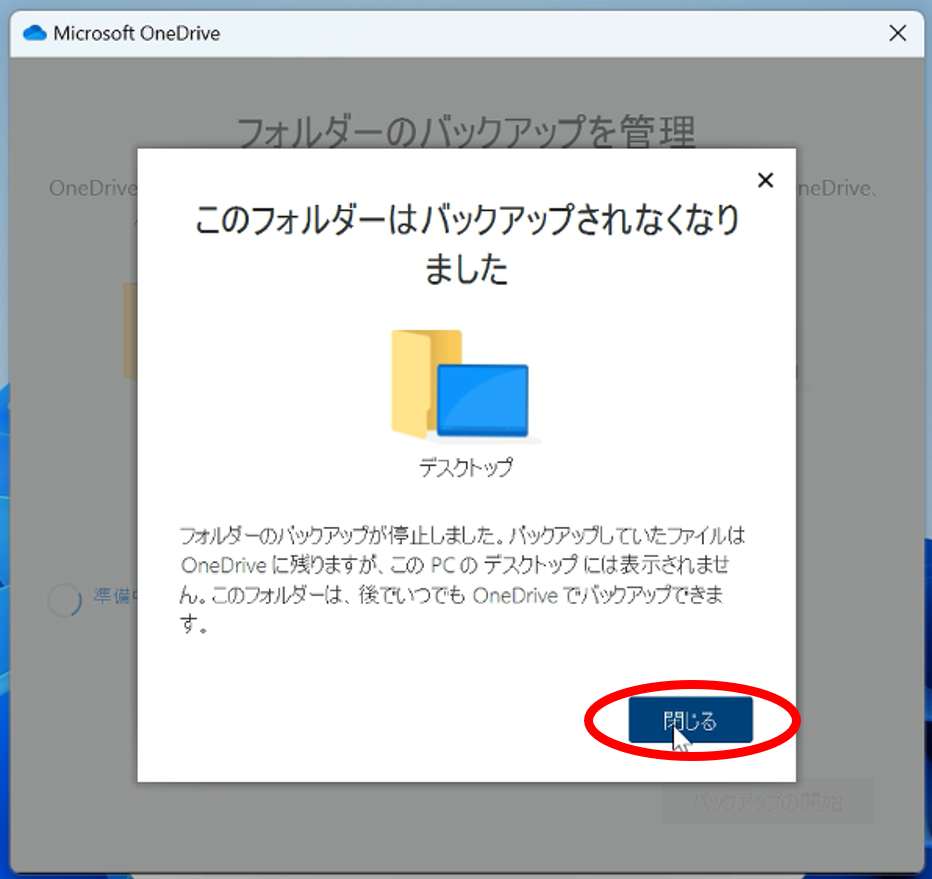 Microsoft OneDrive
フォルダーのバックアップを管理
OneDrive
neDrive、
このフォルダーはバックアップされなくなり
ました
デスクトップ
フォルダーのバックアップが停止しました。バックアップしていたファイルは
OneDrive に残りますが、この PC の デスクトップ には表示されませ
ん。このフォルダーは、後でいつでも OneDrive でバックアップできま
す。
準備中
閉じる
バックアップの開始